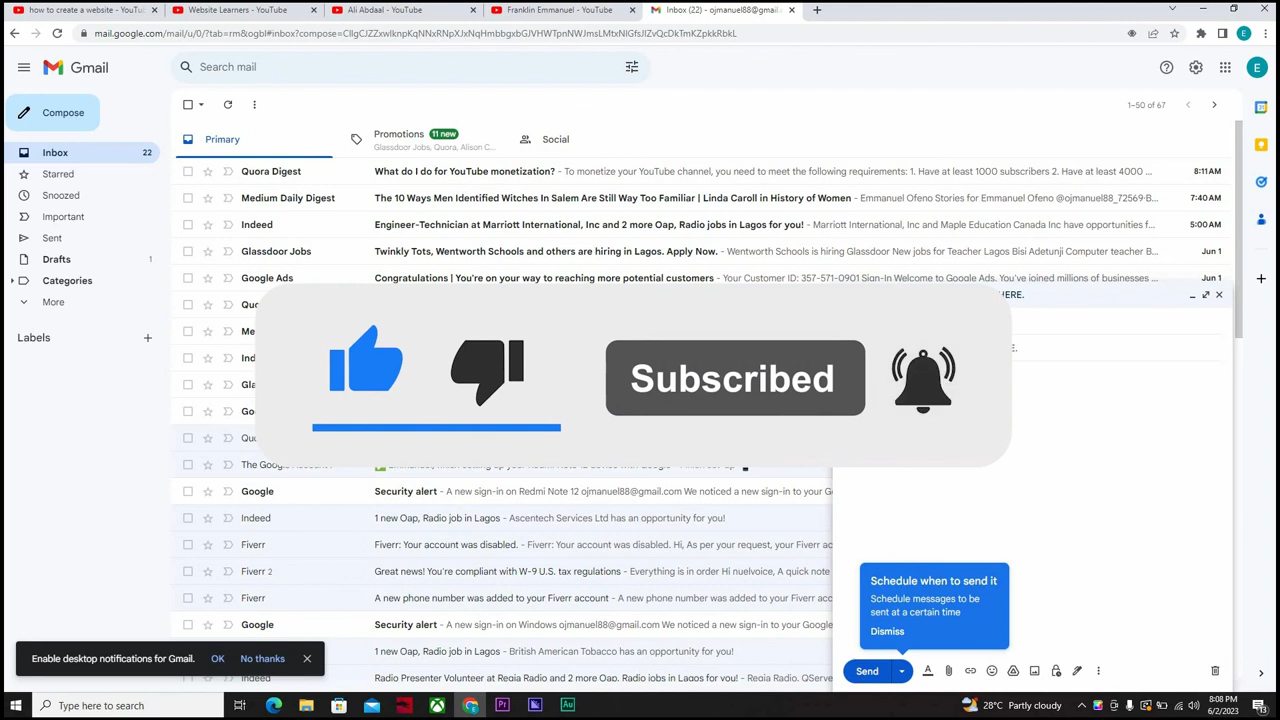 how to create a website - YouTu
Website Learners - YouTube
Ali Abdaal - YouTube
Franklin Emmanuel - YouTube
Inbox (22) - ojmanuel88@gmail.
Gmail
Search mail
Compose
1–50 of 67
Primary
Promotions 11 new
Glassdoor Jobs, Quora, Alison C...
Social
Inbox 22
Starred
Snoozed
Important
Sent
Drafts 1
Categories
More
Labels
Quora Digest What do I do for YouTube monetization? - To monetize your YouTube channel, you need to meet the following requirements: 1. Have at least 1000 subscribers 2. Have at least 4000 ... 8:11 AM
Medium Daily Digest The 10 Ways Men Identified Witches In Salem Are Still Way Too Familiar | Linda Caroll in History of Women - Emmanuel Ofeno Stories for Emmanuel Ofeno @ojmanuel88_72569·B... 7:40 AM
Indeed Engineer-Technician at Marriott International, Inc and 2 more Oap, Radio jobs in Lagos for you! - Marriott International, Inc and Maple Education Canada Inc have opportunities f... 5:00 AM
Glassdoor Jobs Twinkly Tots, Wentworth Schools and others are hiring in Lagos. Apply Now. - Wentworth Schools is hiring Glassdoor New jobs for Teacher Lagos Bisi Adetunji Computer teacher B... Jun 1
Google Ads Congratulations | You're on your way to reaching more potential customers - Your Customer ID: 357-571-0901 Sign-In Welcome to Google Ads. You've joined millions of businesses ... Jun 1
Quo
HERE.
Me
Ind
E.
Gla
Goo
Subscribed
Quo
Google Security alert - A new sign-in on Redmi Note 12 ojmanuel88@gmail.com We noticed a new sign-in to your Go
Indeed 1 new Oap, Radio job in Lagos - Ascentech Services Ltd has an opportunity for you!
Fiverr Fiverr: Your account was disabled. - Fiverr: Your account was disabled. Hi, As per your request, your Fiverr acc
Fiverr 2 Great news! You're compliant with W-9 U.S. tax regulations - Everything is in order Hi nuelvoice, A quick note
Fiverr A new phone number was added to your Fiverr account - A new phone number was added to your Fiverr
Google Security alert - A new sign-in on Windows ojmanuel88@gmail.com We noticed a new sign-in to your Google
1 new Oap, Radio job in Lagos - British American Tobacco has an opportunity for you!
Indeed Radio Presenter Volunteer at Regia Radio and 2 more Oap, Radio jobs in Lagos for you!
Schedule when to send it
Schedule messages to be
sent at a certain time
Dismiss
Send
Enable desktop notifications for Gmail. OK No thanks
Type here to search
28°C Partly cloudy
8:08 PM
6/2/2023